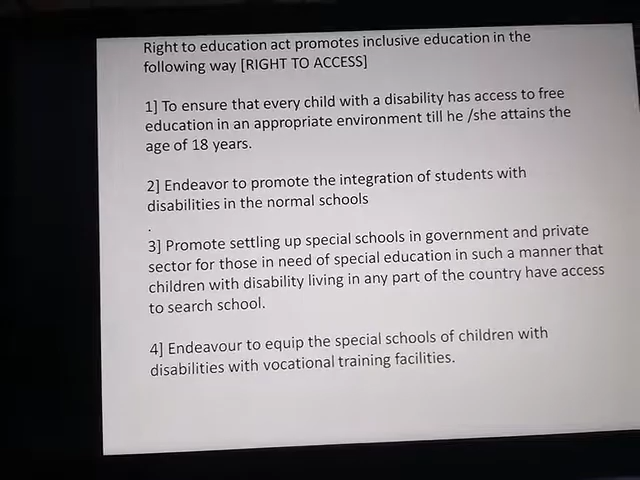 Right to education act promotes inclusive education in the
following way [RIGHT TO ACCESS]
1] To ensure that every child with a disability has access to free
education in an appropriate environment till he /she attains the
age of 18 years.
2] Endeavor to promote the integration of students with
disabilities in the normal schools
.
3] Promote settling up special schools in government and private
sector for those in need of special education in such a manner that
children with disability living in any part of the country have access
to search school.
4] Endeavour to equip the special schools of children with
disabilities with vocational training facilities.